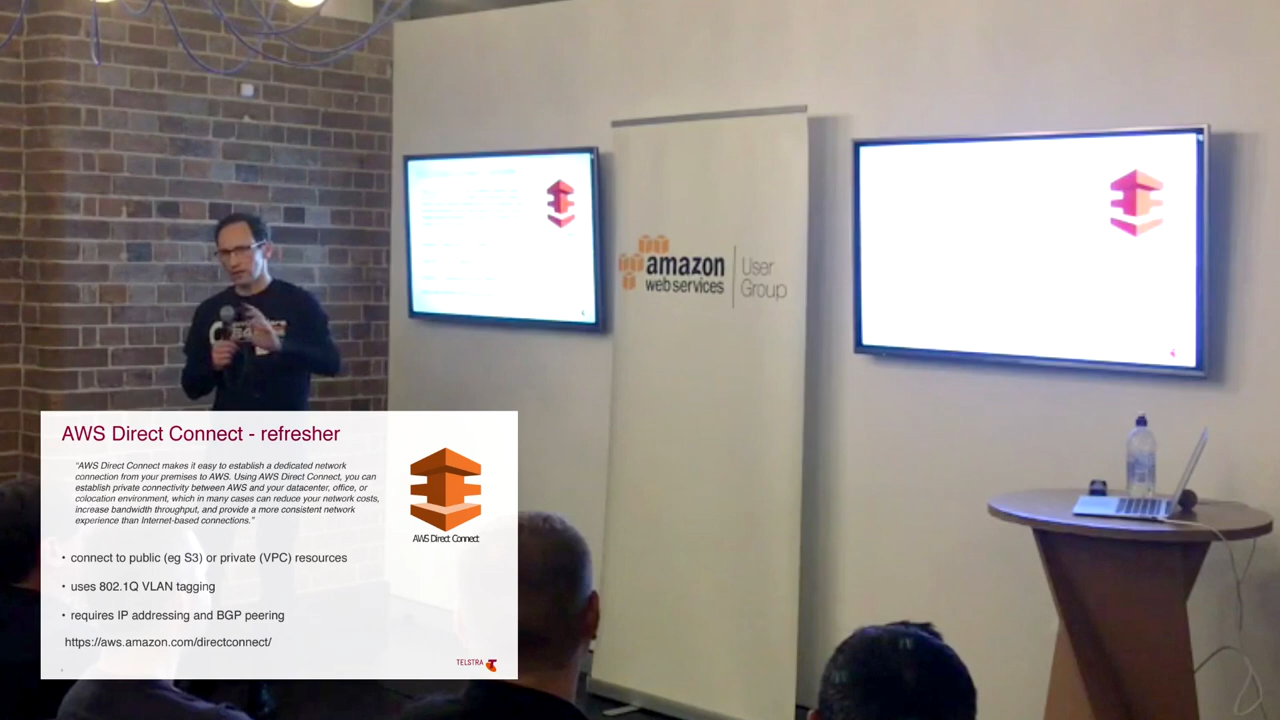 amazon
web services
User
Group
AWS Direct Connect - refresher
“AWS Direct Connect makes it easy to establish a dedicated network
connection from your premises to AWS. Using AWS Direct Connect, you can
establish private connectivity between AWS and your datacenter, office, or
colocation environment, which in many cases can reduce your network costs,
increase bandwidth throughput, and provide a more consistent network
experience than Internet-based connections.”
AWS Direct Connect
• connect to public (eg S3) or private (VPC) resources
• uses 802.1Q VLAN tagging
• requires IP addressing and BGP peering
https://aws.amazon.com/directconnect/
TELSTRA